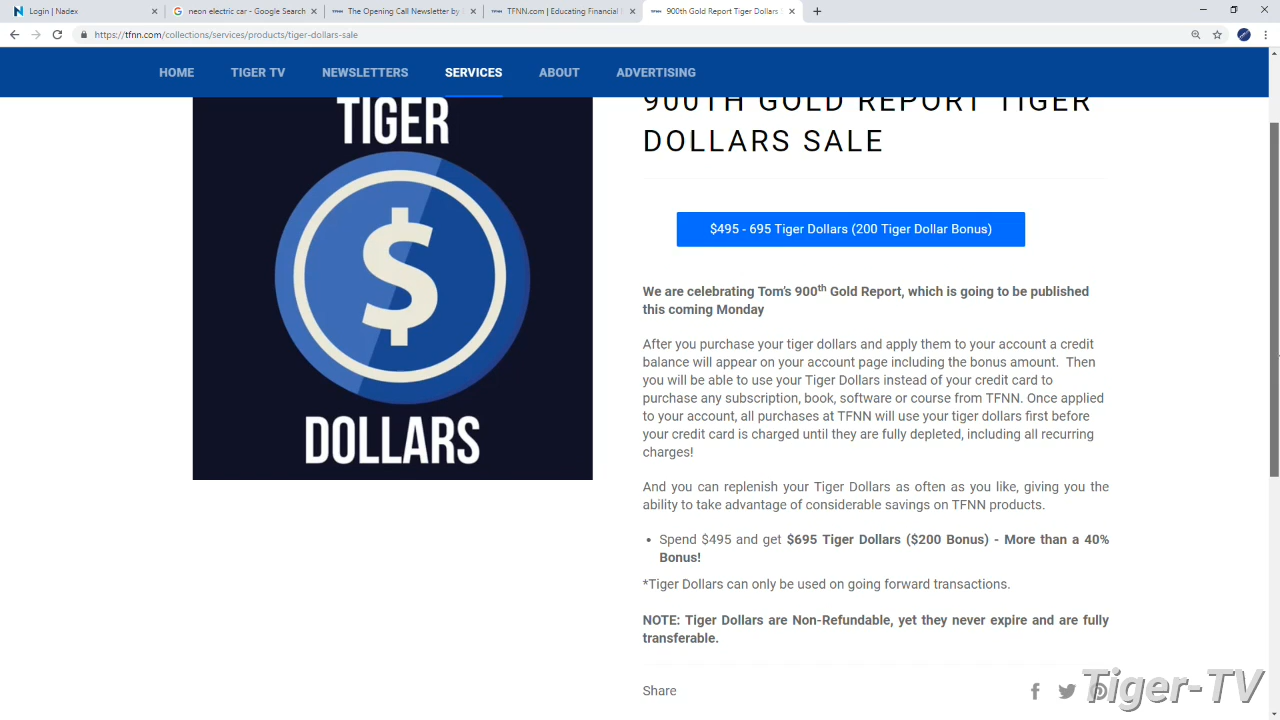 Login | Nadex
neon electric car - Google Search
The Opening Call Newsletter by
TFNN.com | Educating Financial
900th Gold Report Tiger Dollars
https://tfnn.com/collections/services/products/tiger-dollars-sale
HOME TIGER TV NEWSLETTERS SERVICES ABOUT ADVERTISING
TIGER
$
DOLLARS
900TH GOLD REPORT TIGER
DOLLARS SALE
$495 - 695 Tiger Dollars (200 Tiger Dollar Bonus)
We are celebrating Tom's 900th Gold Report, which is going to be published
this coming Monday
After you purchase your tiger dollars and apply them to your account a credit
balance will appear on your account page including the bonus amount. Then
you will be able to use your Tiger Dollars instead of your credit card to
purchase any subscription, book, software or course from TFNN. Once applied
to your account, all purchases at TFNN will use your tiger dollars first before
your credit card is charged until they are fully depleted, including all recurring
charges!
And you can replenish your Tiger Dollars as often as you like, giving you the
ability to take advantage of considerable savings on TFNN products.
• Spend $495 and get $695 Tiger Dollars ($200 Bonus) - More than a 40%
Bonus!
*Tiger Dollars can only be used on going forward transactions.
NOTE: Tiger Dollars are Non-Refundable, yet they never expire and are fully
transferable.
Share
Tiger-TV